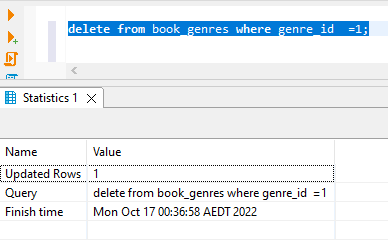 delete from book_genres where genre_id  =1;
Statistics 1
Name Value
Updated Rows 1
Query delete from book_genres where genre_id  =1
Finish time Mon Oct 17 00:36:58 AEDT 2022